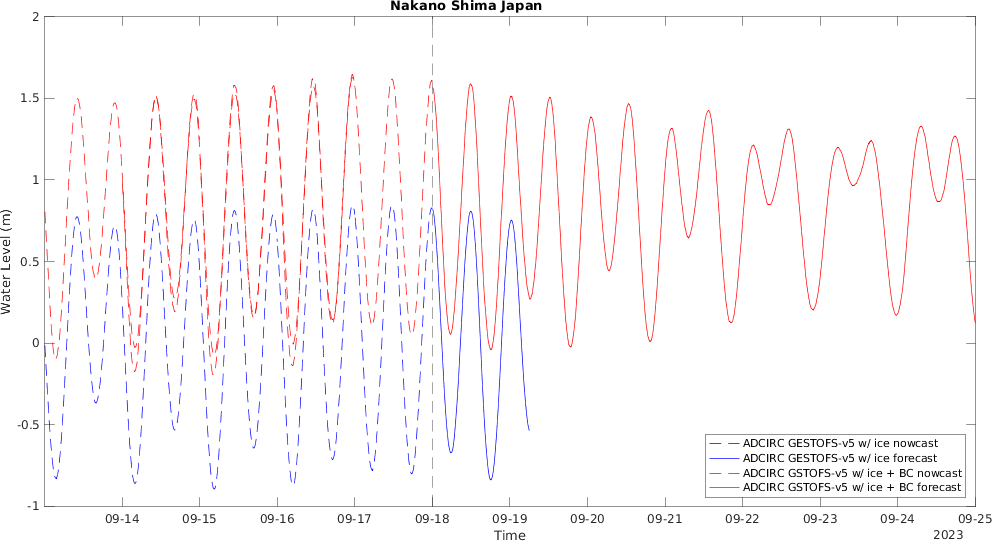 Nakano Shima Japan
Water Level (m)
2
1.5
1
0.5
0
-0.5
-1
09-14 09-15 09-16 09-17 09-18 09-19 09-20 09-21 09-22 09-23 09-24 09-25
Time
2023
ADCIRC GESTOFS-v5 w/ ice nowcast
ADCIRC GESTOFS-v5 w/ ice forecast
ADCIRC GSTOFS-v5 w/ ice + BC nowcast
ADCIRC GSTOFS-v5 w/ ice + BC forecast